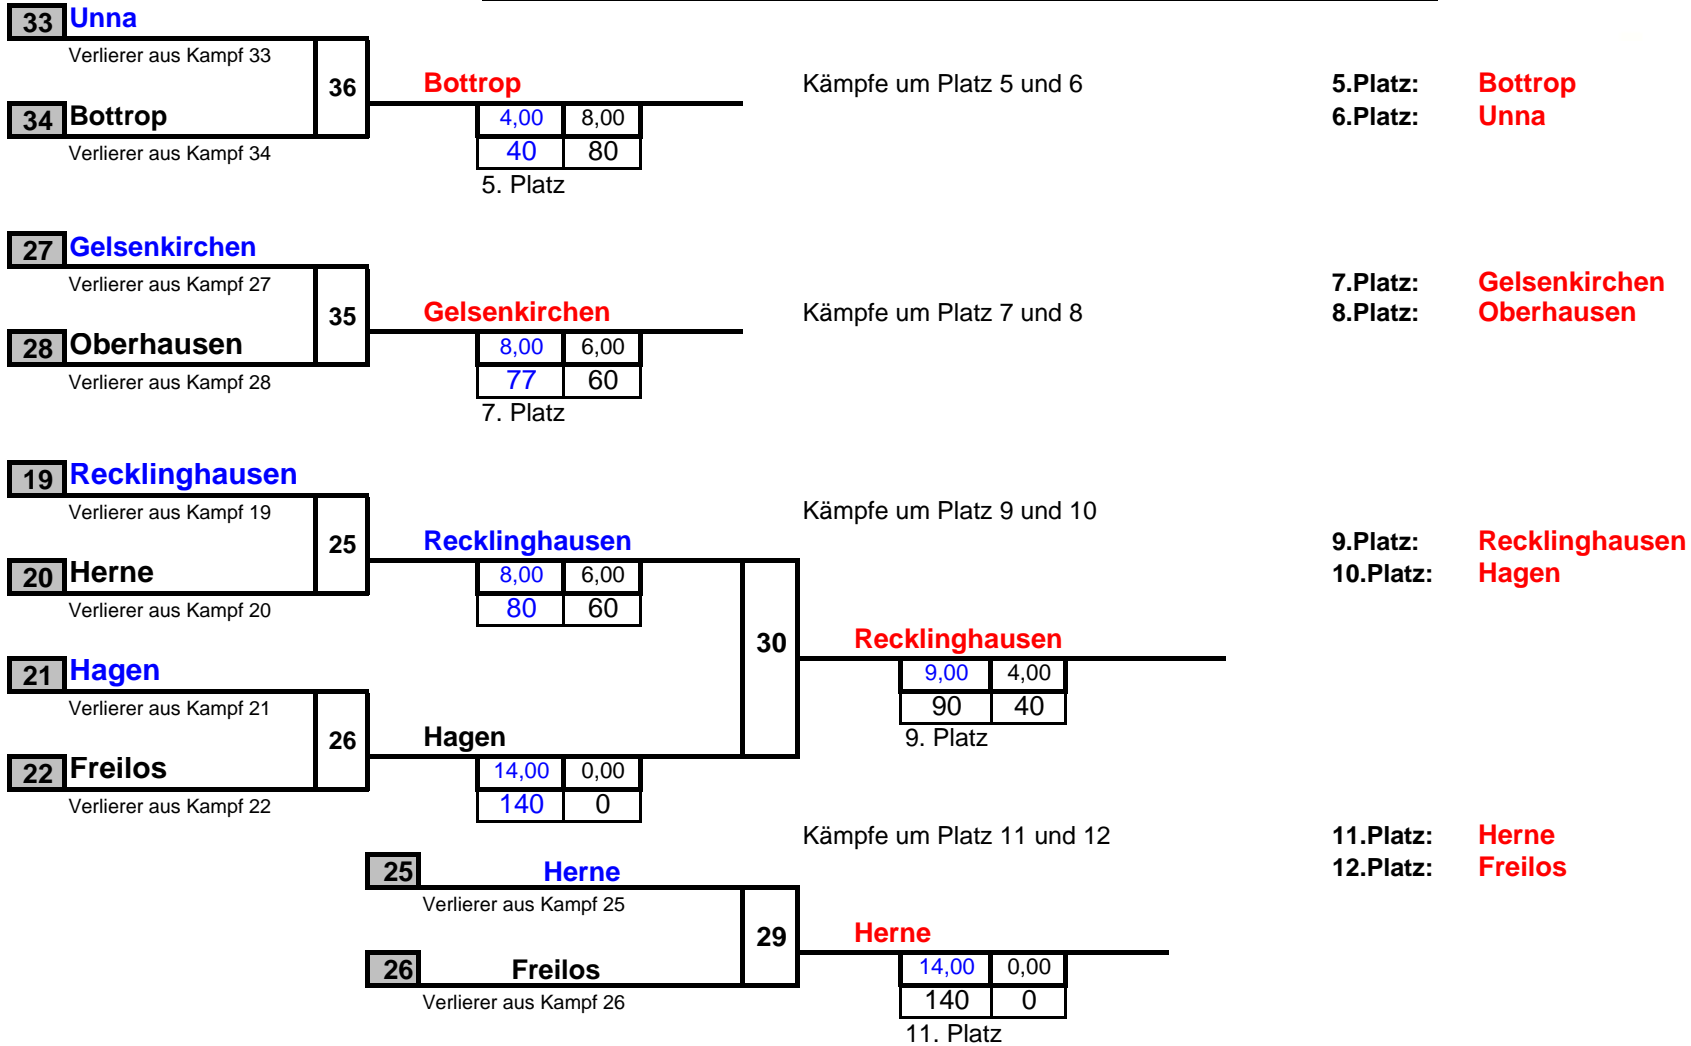 33 Unna
Verlierer aus Kampf 33
36 Bottrop Kämpfe um Platz 5 und 6 5.Platz: Bottrop
34 Bottrop 4,00 8,00 6.Platz: Unna
Verlierer aus Kampf 34 40 80
5. Platz
27 Gelsenkirchen
Verlierer aus Kampf 27 7.Platz: Gelsenkirchen
35 Gelsenkirchen Kämpfe um Platz 7 und 8 8.Platz: Oberhausen
28 Oberhausen 8,00 6,00
Verlierer aus Kampf 28 77 60
7. Platz
19 Recklinghausen
Verlierer aus Kampf 19 Kämpfe um Platz 9 und 10
25 Recklinghausen 9.Platz: Recklinghausen
20 Herne 8,00 6,00 10.Platz: Hagen
Verlierer aus Kampf 20 80 60
30 Recklinghausen
21 Hagen 9,00 4,00
Verlierer aus Kampf 21 90 40
26 Hagen 9. Platz
22 Freilos 14,00 0,00
Verlierer aus Kampf 22 140 0
Kämpfe um Platz 11 und 12 11.Platz: Herne
25 Herne 12.Platz: Freilos
Verlierer aus Kampf 25
29 Herne
26 Freilos 14,00 0,00
Verlierer aus Kampf 26 140 0
11. Platz